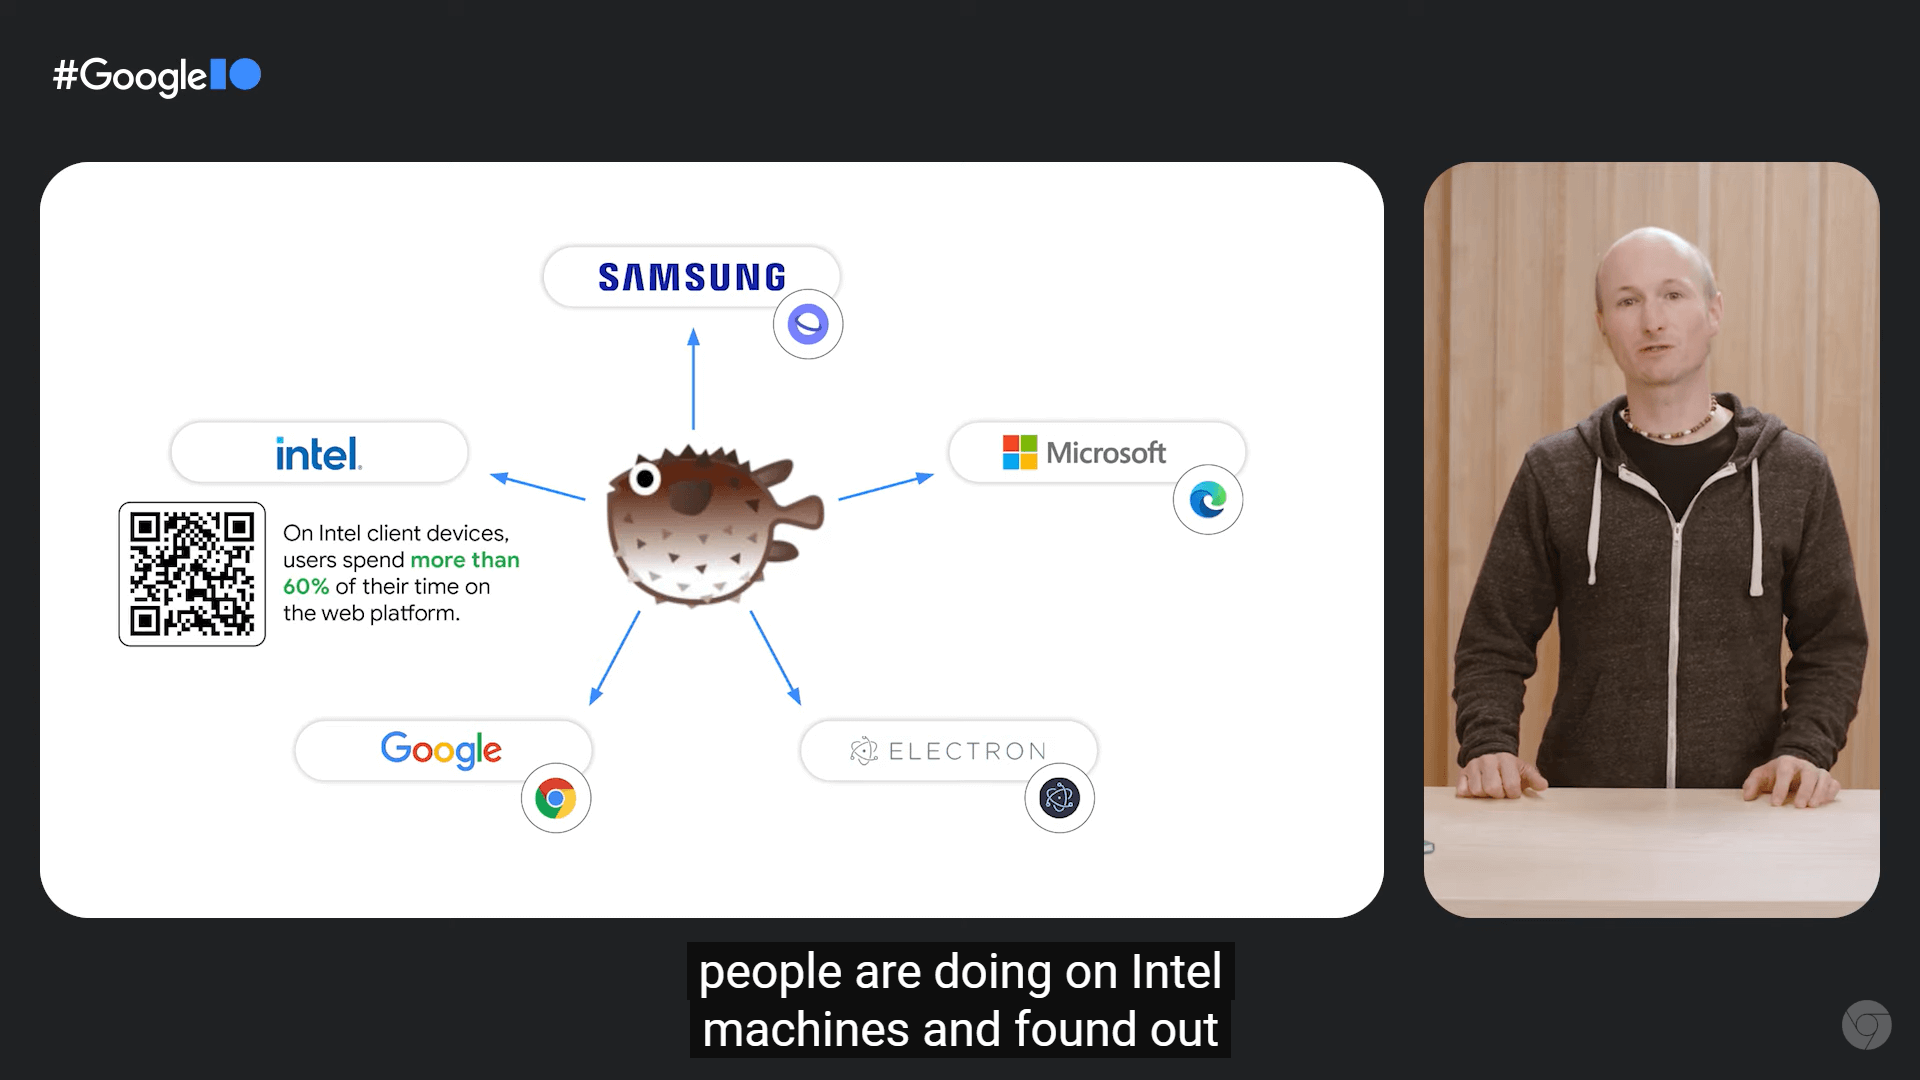 #GoogleIO
SAMSUNG
intel.
Microsoft
On Intel client devices,
users spend more than
60% of their time on
the web platform.
Google
ELECTRON
people are doing on Intel
machines and found out